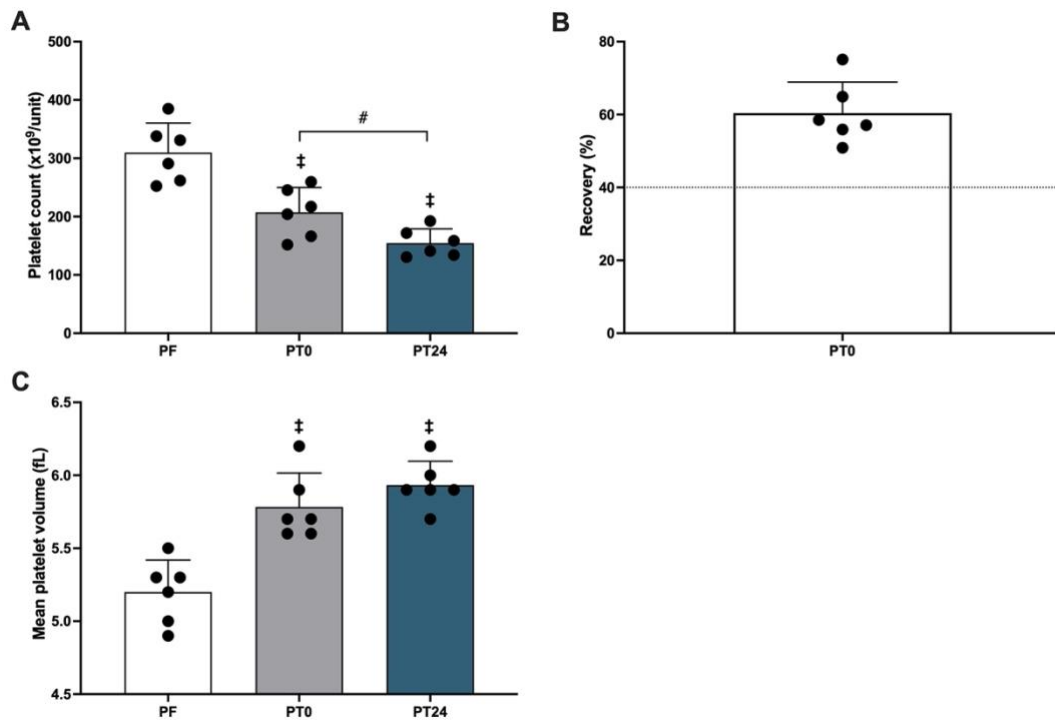 A
Platelet count (x10⁹/unit)
500
400
300
200
100
0
‡
#
‡
PF
PT0
PT24
B
Recovery (%)
80
60
40
20
0
PT0
C
Mean platelet volume (fL)
6.5
6.0
5.5
5.0
4.5
‡
‡
PF
PT0
PT24